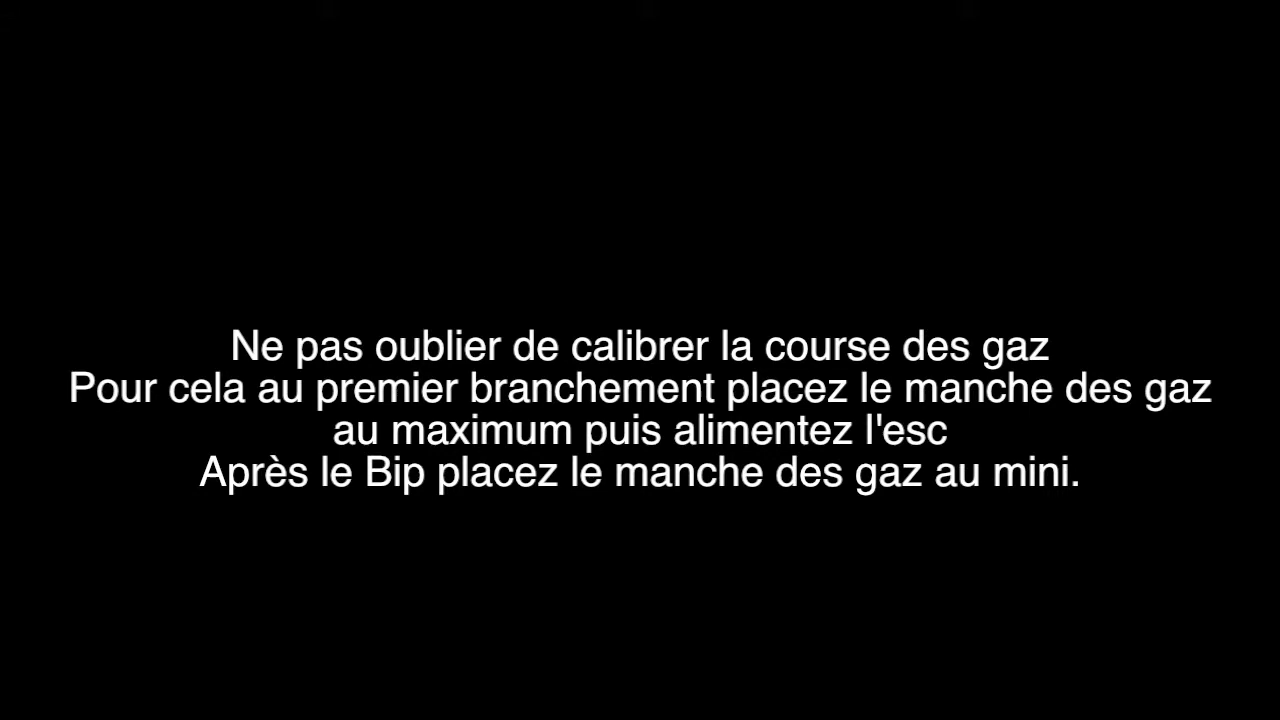 Ne pas oublier de calibrer la course des gaz
Pour cela au premier branchement placez le manche des gaz
au maximum puis alimentez l'esc
Après le Bip placez le manche des gaz au mini.